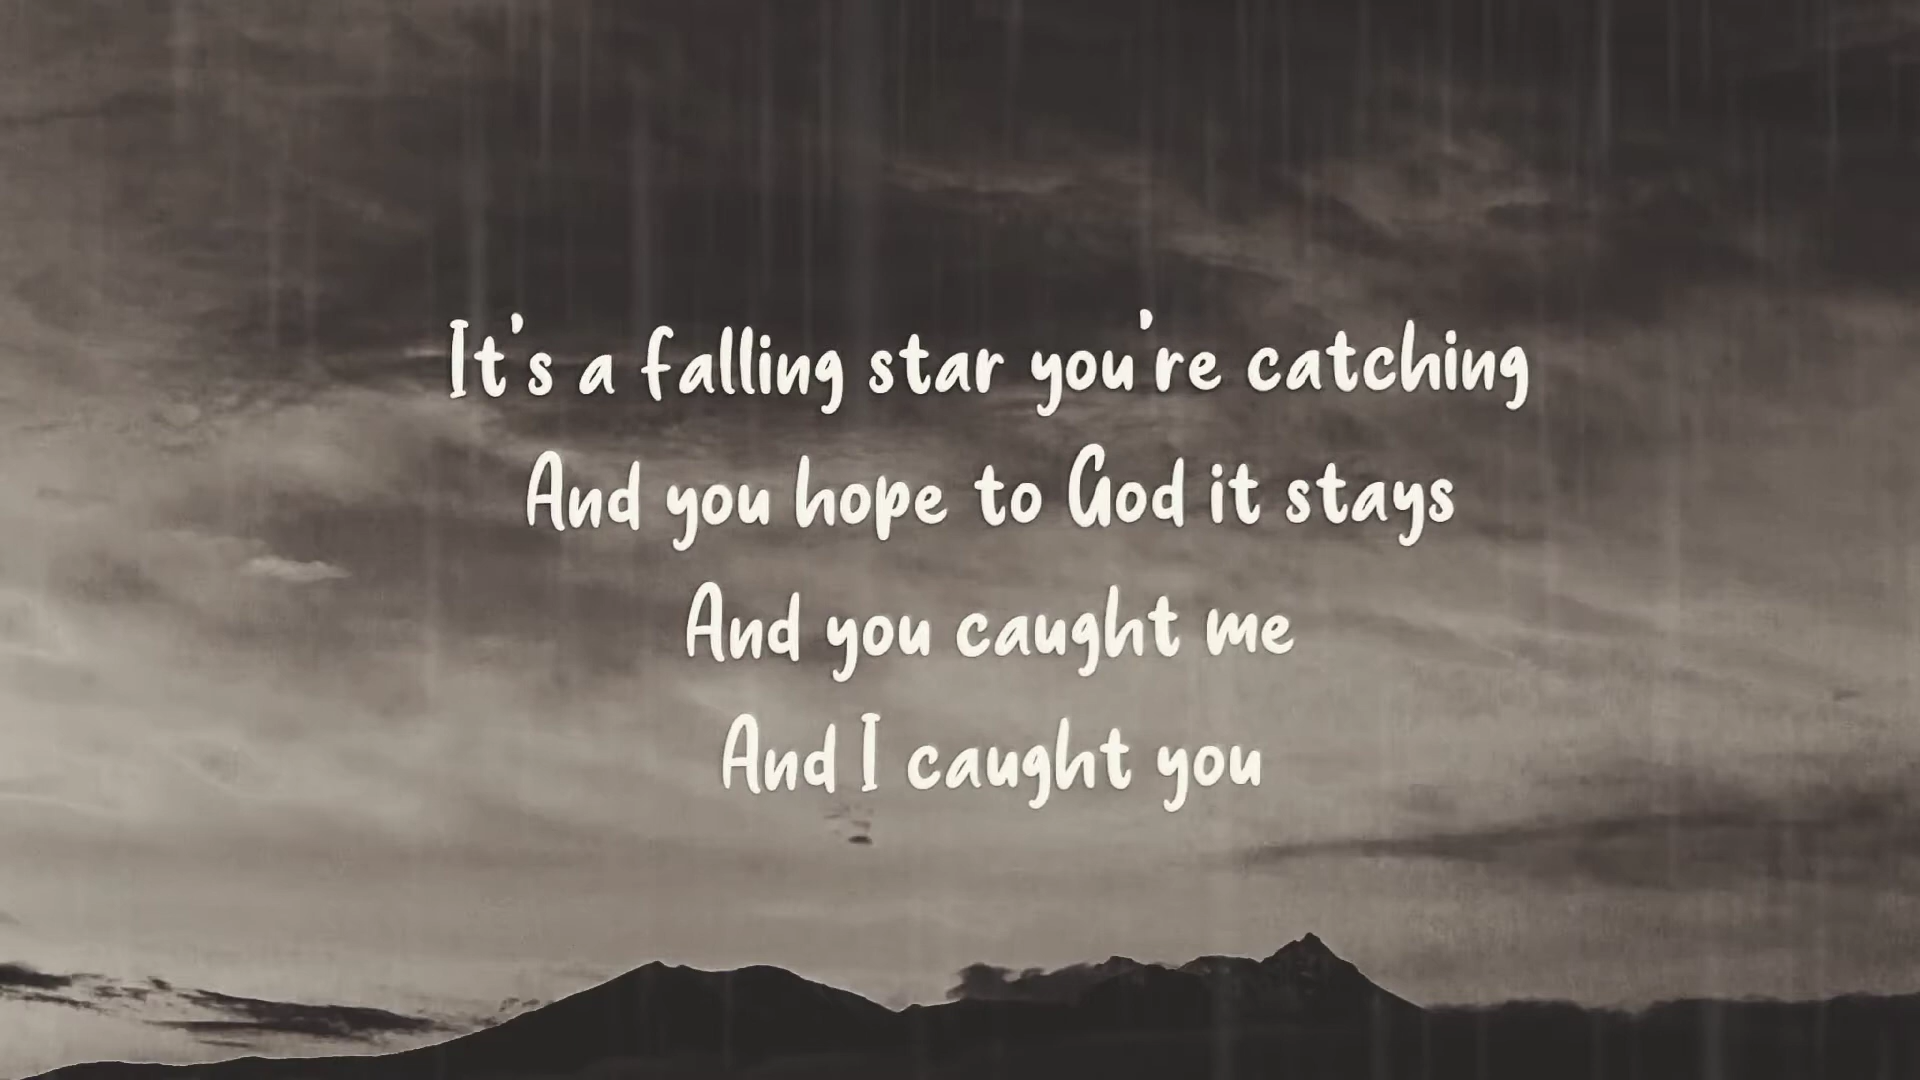 It's a falling star you're catching
And you hope to God it stays
And you caught me
And I caught you